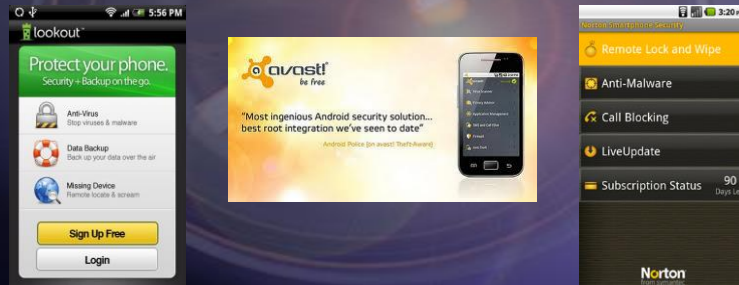 5:56 PM
lookout
Protect your phone.
Security + Backup on the go.
Anti-Virus
Stop viruses & malware
Data Backup
Back up your data over the air
Missing Device
Remote locate & scream
Sign Up Free
Login
avast!
be free
"Most ingenious Android security solution...
best root integration we've seen to date"
Android Police (on avast! Theft-Aware)
3:20
Norton Smartphone Security
Remote Lock and Wipe
Anti-Malware
Call Blocking
LiveUpdate
Subscription Status 90
Days Le
Norton
from symantec